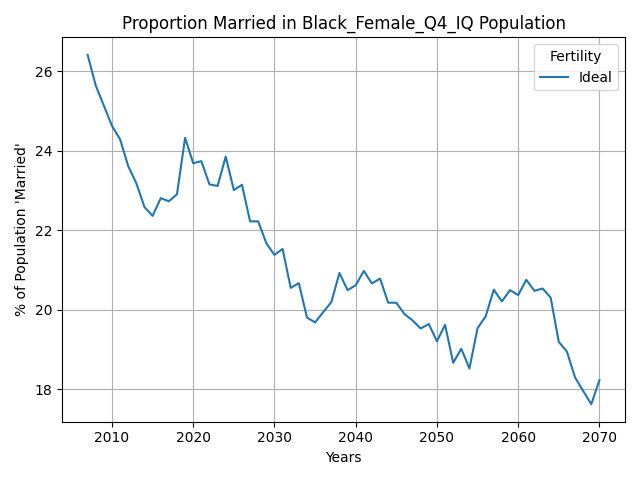 Proportion Married in Black_Female_Q4_IQ Population
Fertility
Ideal
% of Population 'Married'
26
24
22
20
18
2010 2020 2030 2040 2050 2060 2070
Years